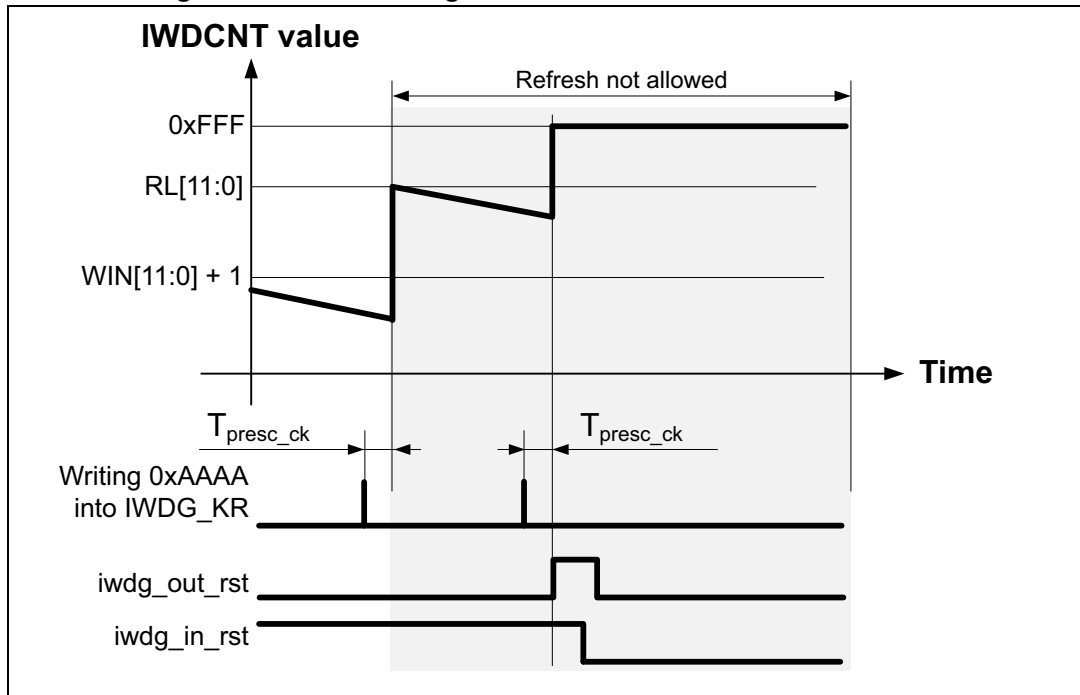 IWDCNT value
Refresh not allowed
0xFFF
RL[11:0]
WIN[11:0] + 1
Time
Tpresc_ck
Tpresc_ck
Writing 0xAAAA
into IWDG_KR
iwdg_out_rst
iwdg_in_rst